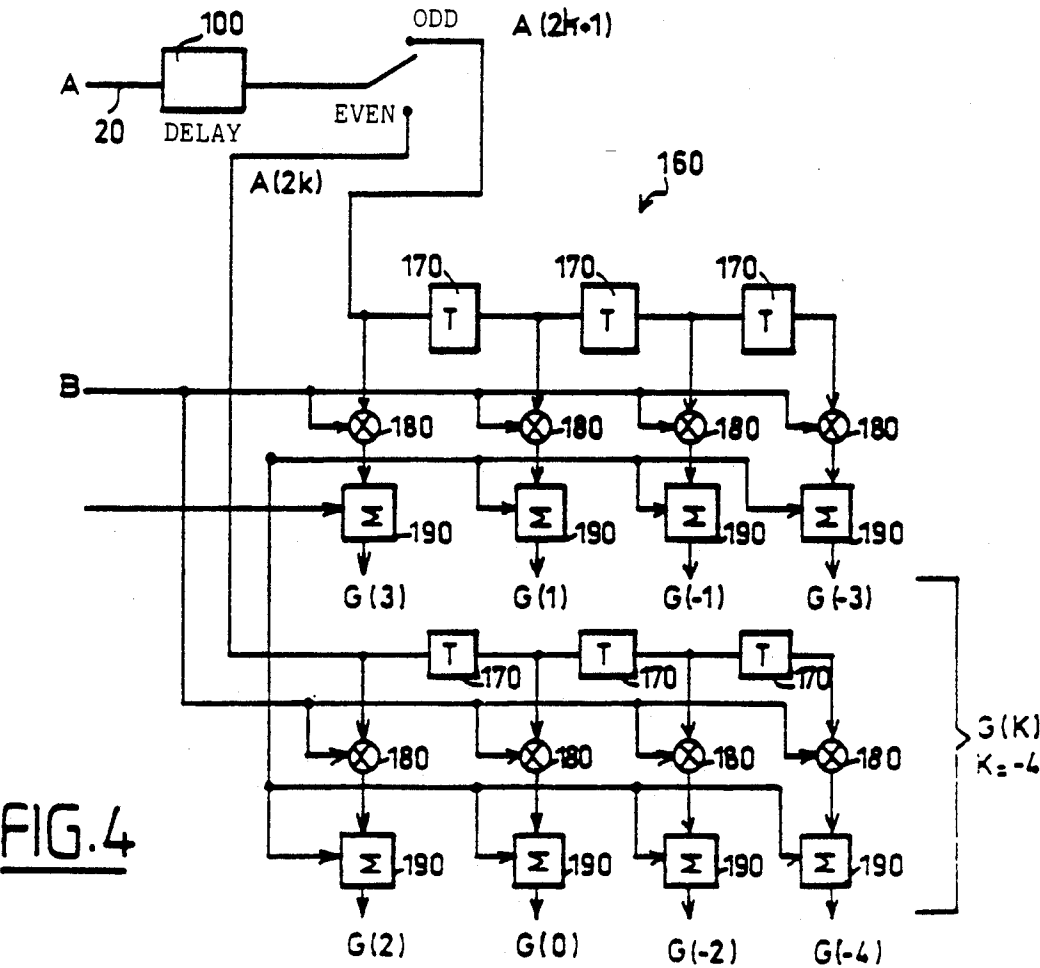 ODD
A (2k+1)
100
A
EVEN
20
DELAY
A(2k)
160
170 170 170
T T T
B
180 180 180 180
Σ Σ Σ Σ
190 190 190 190
G(3) G(1) G(-1) G(-3)
T T T
170 170 170
G(K)
K=-4
180 180 180 180
FIG.4
Σ Σ Σ Σ
190 190 190 190
G(2) G(0) G(-2) G(-4)